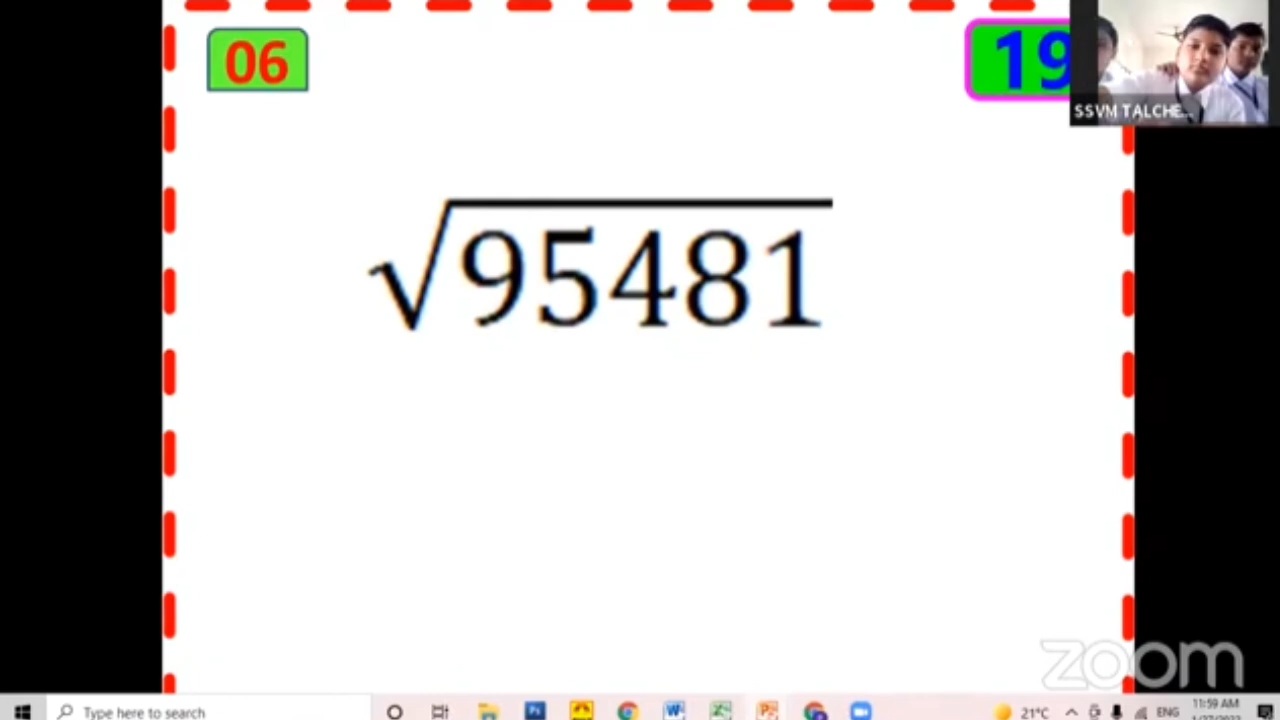 06
19
SSVM TALCHE...
√95481
zoom
Type here to search
21°C
ENG
11:59 AM